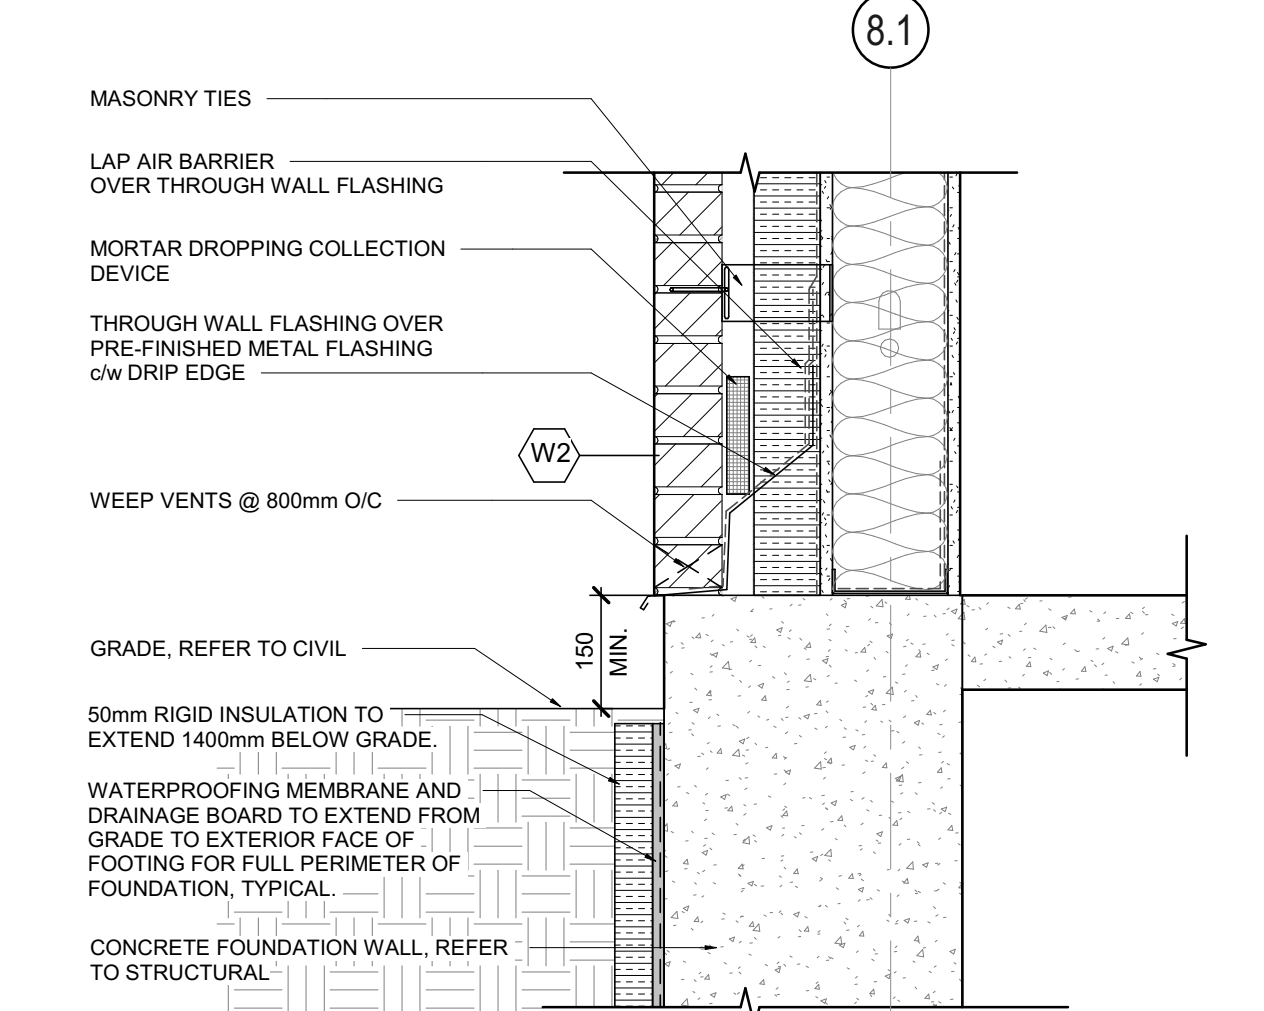 8.1
MASONRY TIES
LAP AIR BARRIER
OVER THROUGH WALL FLASHING
MORTAR DROPPING COLLECTION
DEVICE
THROUGH WALL FLASHING OVER
PRE-FINISHED METAL FLASHING
c/w DRIP EDGE
W2
WEEP VENTS @ 800mm O/C
150
MIN.
GRADE, REFER TO CIVIL
50mm RIGID INSULATION TO
EXTEND 1400mm BELOW GRADE.
WATERPROOFING MEMBRANE AND
DRAINAGE BOARD TO EXTEND FROM
GRADE TO EXTERIOR FACE OF
FOOTING FOR FULL PERIMETER OF
FOUNDATION, TYPICAL.
CONCRETE FOUNDATION WALL, REFER
TO STRUCTURAL